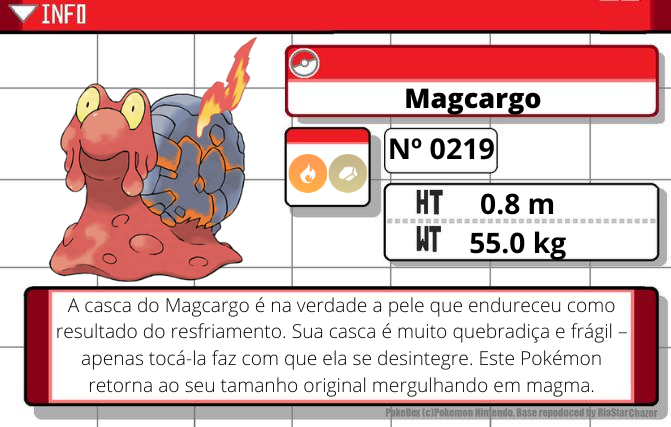 INFO
Magcargo
Nº 0219
HT 0.8 m
WT 55.0 kg
A casca do Magcargo é na verdade a pele que endureceu como
resultado do resfriamento. Sua casca é muito quebradiça e frágil –
apenas tocá-la faz com que ela se desintegre. Este Pokémon
retorna ao seu tamanho original mergulhando em magma.
PokeDex (c)Pokemon Nintendo. Base reproduced by RiaStarChazer